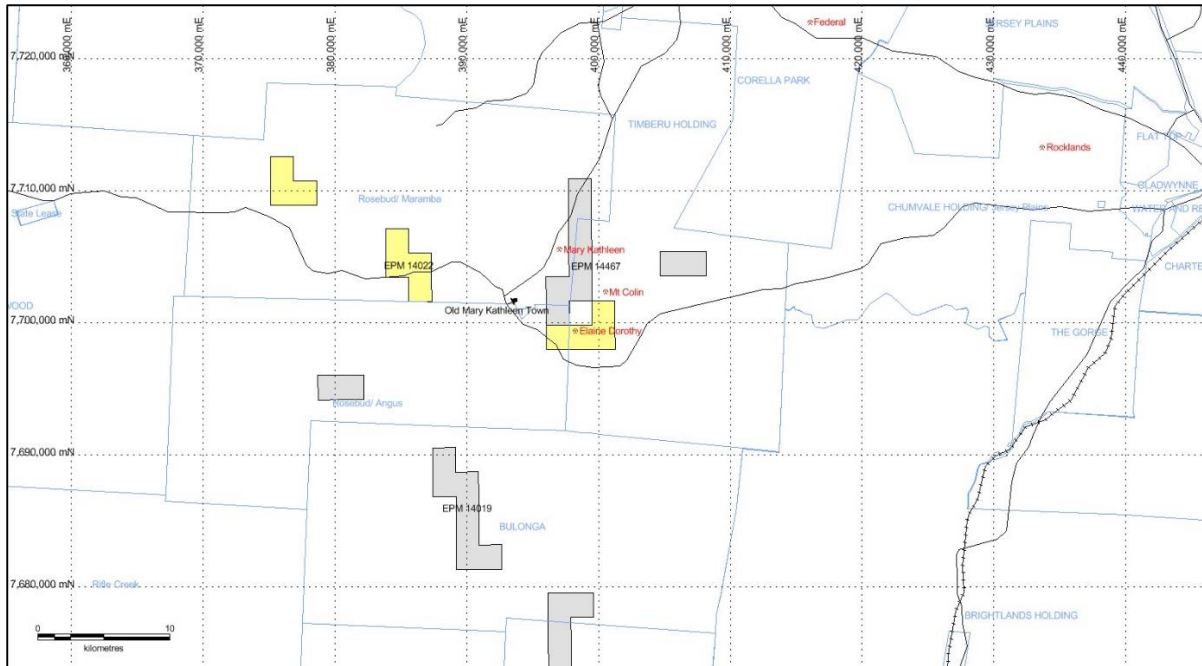 360,000 mE
370,000 mE
380,000 mE
390,000 mE
400,000 mE
410,000 mE
420,000 mE
430,000 mE
440,000 mE
Federal
JERSEY PLAINS
7,720,000 mN
CORELLA PARK
TIMBERU HOLDING
FLAT TOP
Rocklands
7,710,000 mN
GLADWYNNE
Rosebud/ Maramba
State Lease
CHUMVALE HOLDING/ Jersey Plains
WATER AND RE
Mary Kathleen
EPM 14022
EPM 14467
CHARTE
Mt Colin
WOOD
Old Mary Kathleen Town
7,700,000 mN
Elaine Dorothy
THE GORGE
Rosebud/ Angus
7,690,000 mN
EPM 14019
BULONGA
7,680,000 mN
Rifle Creek
BRIGHTLANDS HOLDING
0 10
kilometres